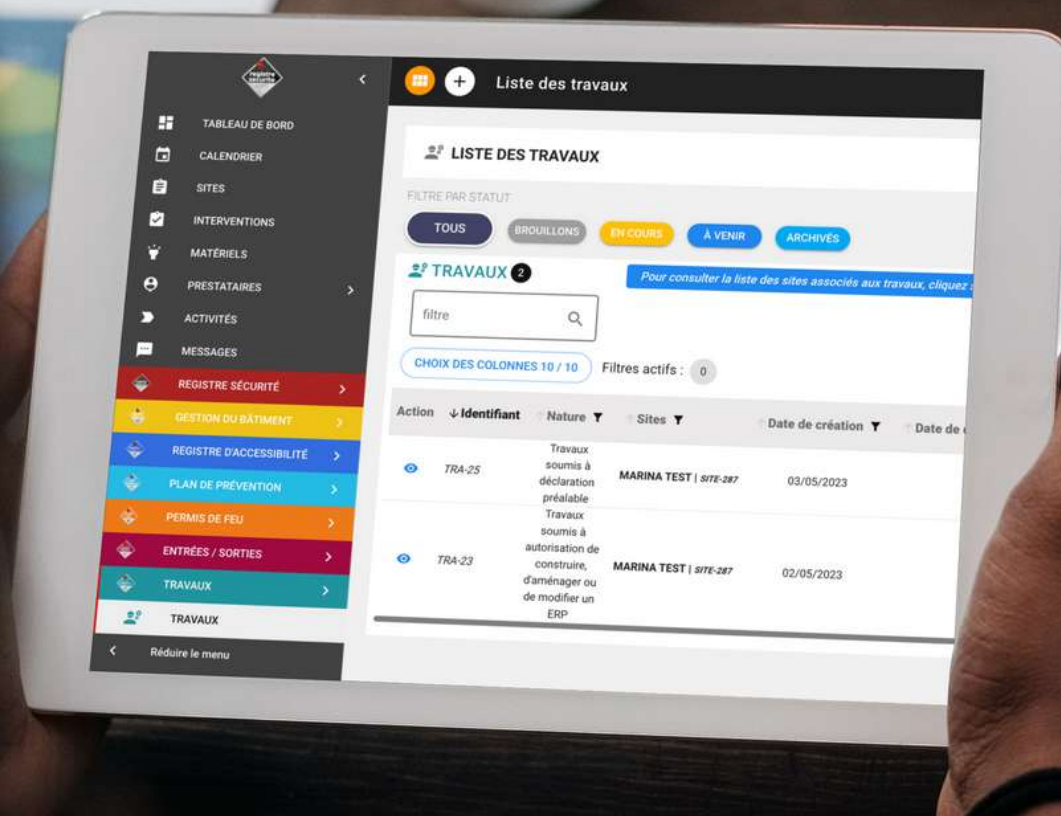 registre
sécurité
Liste des travaux
TABLEAU DE BORD
CALENDRIER
SITES
INTERVENTIONS
MATÉRIELS
PRESTATAIRES
ACTIVITÉS
MESSAGES
REGISTRE SÉCURITÉ
GESTION DU BÂTIMENT
REGISTRE D'ACCESSIBILITÉ
PLAN DE PRÉVENTION
PERMIS DE FEU
ENTRÉES / SORTIES
TRAVAUX
TRAVAUX
Réduire le menu
LISTE DES TRAVAUX
FILTRE PAR STATUT
TOUS BROUILLONS EN COURS À VENIR ARCHIVÉS
TRAVAUX 2
Pour consulter la liste des sites associés aux travaux, cliquez
filtre
CHOIX DES COLONNES 10 / 10 Filtres actifs : 0
Action Identifiant Nature Sites Date de création Date de
TRA-25 Travaux soumis à déclaration préalable MARINA TEST | SITE-287 03/05/2023
TRA-23 Travaux soumis à autorisation de construire, d'aménager ou de modifier un ERP MARINA TEST | SITE-287 02/05/2023